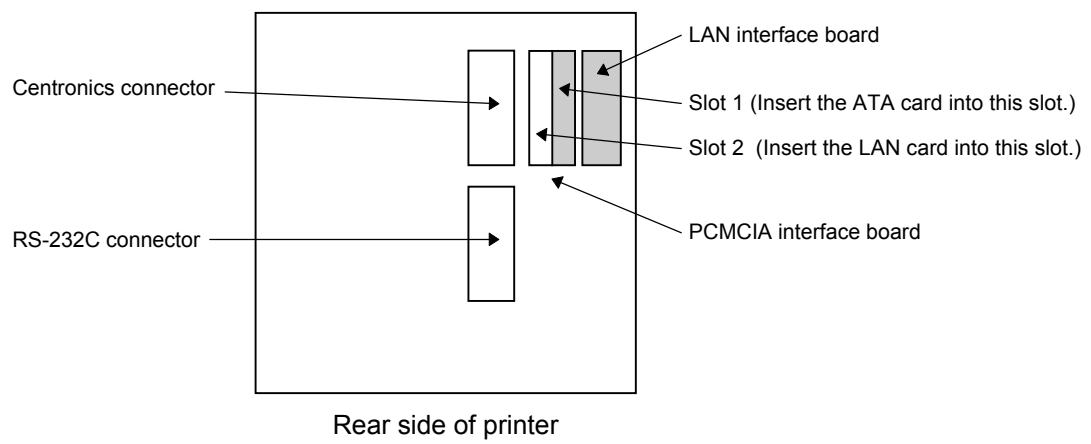 LAN interface board
Centronics connector
Slot 1 (Insert the ATA card into this slot.)
Slot 2  (Insert the LAN card into this slot.)
RS-232C connector
PCMCIA interface board
Rear side of printer